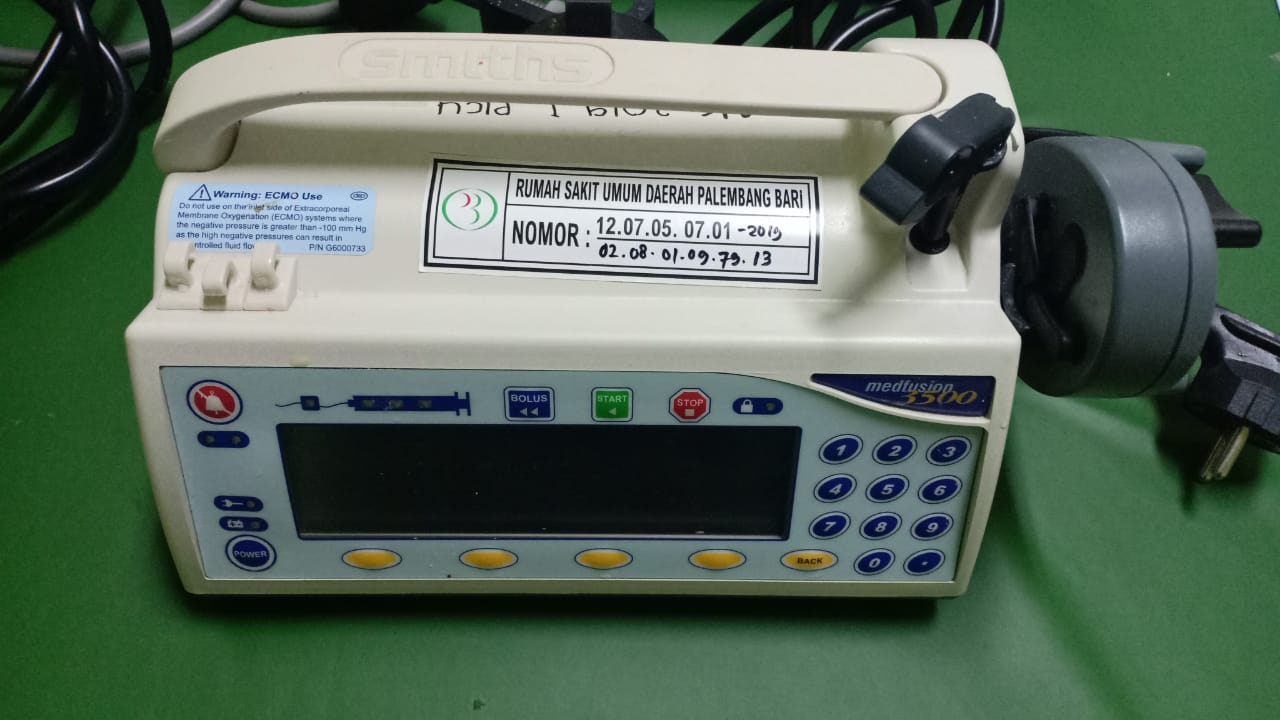 smiths
Warning: ECMO Use
Do not use on the inlet side of Extracorporeal
Membrane Oxygenation (ECMO) systems where
the negative pressure is greater than -100 mm Hg
as the high negative pressures can result in
fluid
P/N G6000733
RUMAH SAKIT UMUM DAERAH PALEMBANG BARI
NOMOR : 12.07.05. 07.01 -2019
02.08.01.09.79.13
medfusion
3500
BOLUS
START
STOP
1 2 3
4 5 6
7 8 9
0 .
POWER
BACK